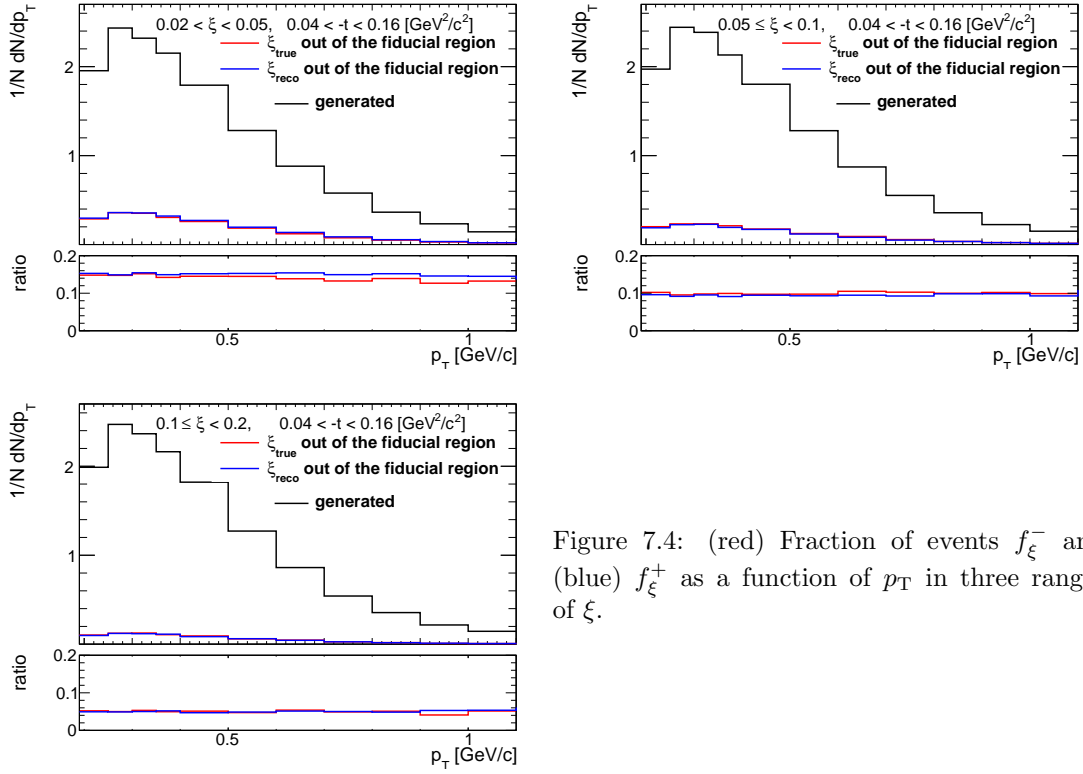 0.02 < ξ < 0.05, 0.04 < -t < 0.16 [GeV²/c²]
ξtrue out of the fiducial region
ξreco out of the fiducial region
generated
1/N dN/dp_T
2
1
ratio
0.2
0.1
0
0.5
1
p_T [GeV/c]
0.05 ≤ ξ < 0.1, 0.04 < -t < 0.16 [GeV²/c²]
ξtrue out of the fiducial region
ξreco out of the fiducial region
generated
1/N dN/dp_T
2
1
ratio
0.2
0.1
0
0.5
1
p_T [GeV/c]
0.1 ≤ ξ < 0.2, 0.04 < -t < 0.16 [GeV²/c²]
ξtrue out of the fiducial region
ξreco out of the fiducial region
generated
1/N dN/dp_T
2
1
ratio
0.2
0.1
0
0.5
1
p_T [GeV/c]
Figure 7.4: (red) Fraction of events f_ξ^− an
(blue) f_ξ^+ as a function of p_T in three rang
of ξ.